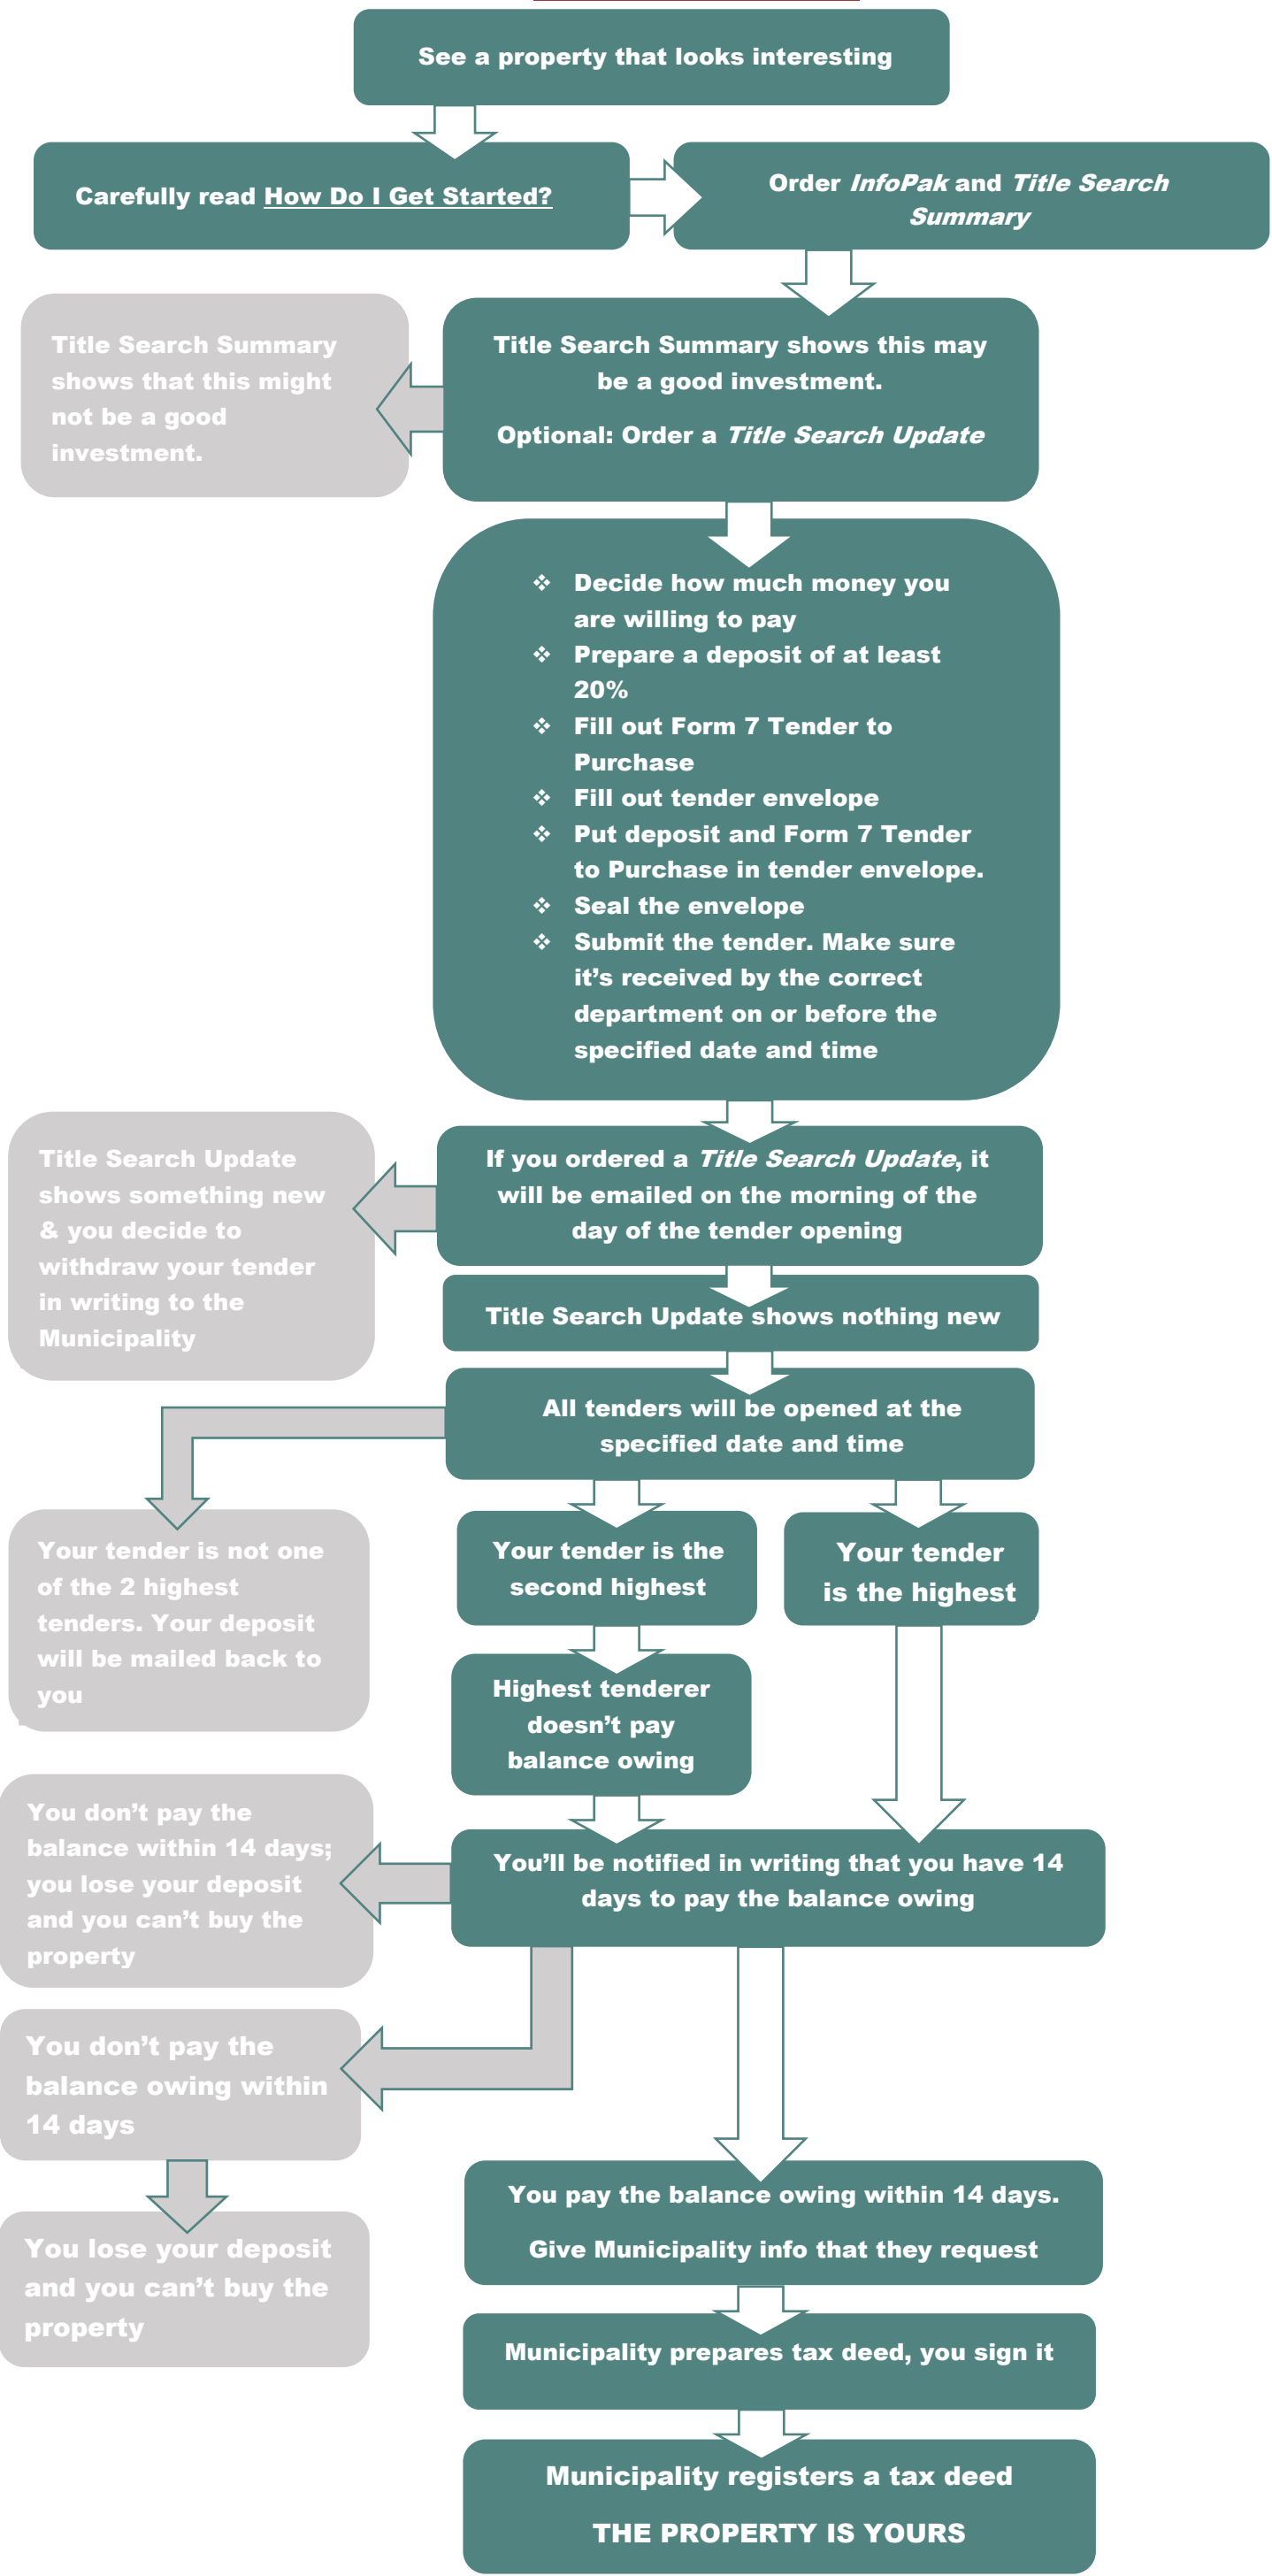 See a property that looks interesting
Carefully read How Do I Get Started?
Order InfoPak and Title Search
Summary
Title Search Summary
shows that this might
not be a good
investment.
Title Search Summary shows this may
be a good investment.
Optional: Order a Title Search Update
❖ Decide how much money you
are willing to pay
❖ Prepare a deposit of at least
20%
❖ Fill out Form 7 Tender to
Purchase
❖ Fill out tender envelope
❖ Put deposit and Form 7 Tender
to Purchase in tender envelope.
❖ Seal the envelope
❖ Submit the tender. Make sure
it’s received by the correct
department on or before the
specified date and time
Title Search Update
shows something new
& you decide to
withdraw your tender
in writing to the
Municipality
If you ordered a Title Search Update, it
will be emailed on the morning of the
day of the tender opening
Title Search Update shows nothing new
All tenders will be opened at the
specified date and time
Your tender is not one
of the 2 highest
tenders. Your deposit
will be mailed back to
you
Your tender is the
second highest
Your tender
is the highest
Highest tenderer
doesn’t pay
balance owing
You don’t pay the
balance within 14 days;
you lose your deposit
and you can’t buy the
property
You’ll be notified in writing that you have 14
days to pay the balance owing
You don’t pay the
balance owing within
14 days
You lose your deposit
and you can’t buy the
property
You pay the balance owing within 14 days.
Give Municipality info that they request
Municipality prepares tax deed, you sign it
Municipality registers a tax deed
THE PROPERTY IS YOURS